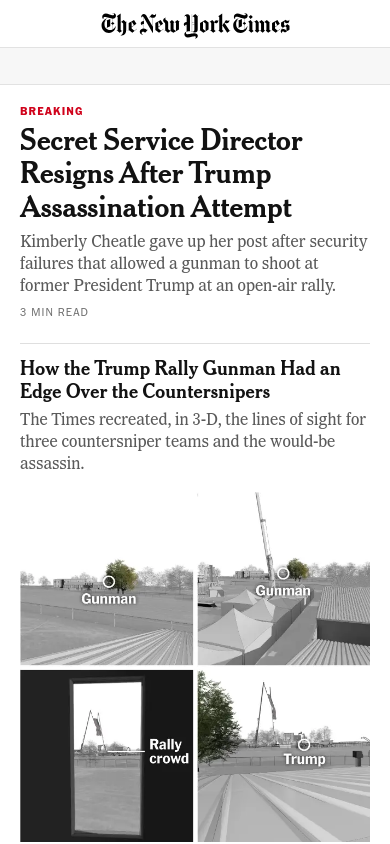 The New York Times
BREAKING
Secret Service Director
Resigns After Trump
Assassination Attempt
Kimberly Cheatle gave up her post after security
failures that allowed a gunman to shoot at
former President Trump at an open-air rally.
3 MIN READ
How the Trump Rally Gunman Had an
Edge Over the Countersnipers
The Times recreated, in 3-D, the lines of sight for
three countersniper teams and the would-be
assassin.
Gunman
Gunman
Rally
crowd
Trump